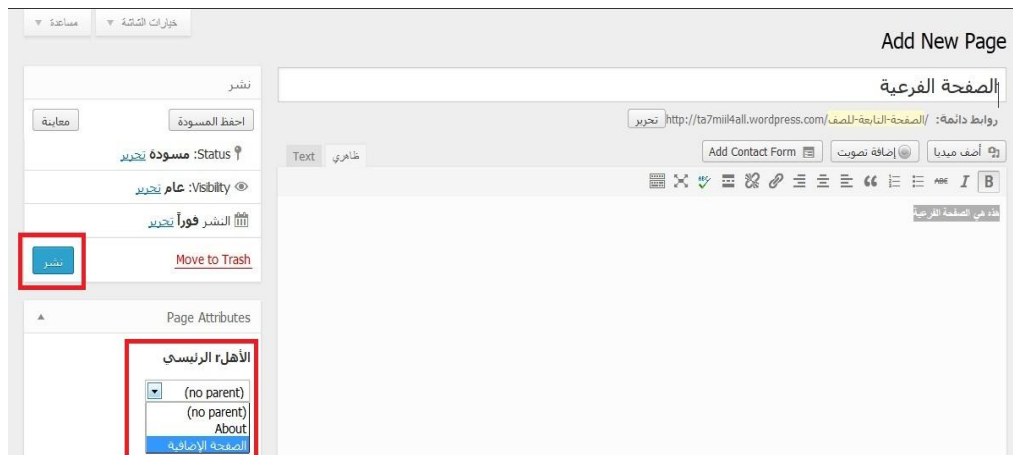 خيارات الشاشة
مساعدة
Add New Page
الصفحة الفرعية
روابط دائمة: http://ta7miil4all.wordpress.com/الصفحة-التابعة-للصف/ تحرير
أضف ميديا
إضافة تصويت
Add Contact Form
ظاهري
Text
B I ABC
ABC
هذه هي الصفحة الفرعية
نشر
احفظ المسودة
معاينة
Status: مسودة تحرير
Visibility: عام تحرير
النشر فوراً تحرير
Move to Trash
نشر
Page Attributes
الأهلr الرئيسي
(no parent)
(no parent)
About
الصفحة الإضافية